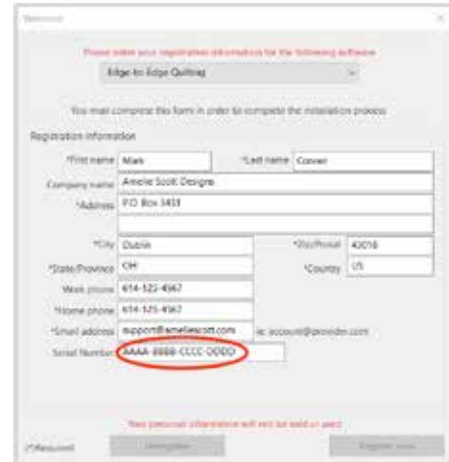 Welcome
Please enter your registration information for the following software
Edge-to-Edge Quilting
You must complete this form in order to complete the installation process
Registration Information
*First name Mark *Last name
Company name Amelie Scott Designs
*Address P.O. Box 3453
*City Dublin *Zip/Postal 43016
*State/Province OH *Country US
Work phone 614-123-4567
*Home phone 614-123-4567
*Email address support@ameliescott.com ie: account@provider.com
Serial Number AAAA-BBBB-CCCC-DDDD
Your personal information will not be sold or used
(*)Required Unregister Register now